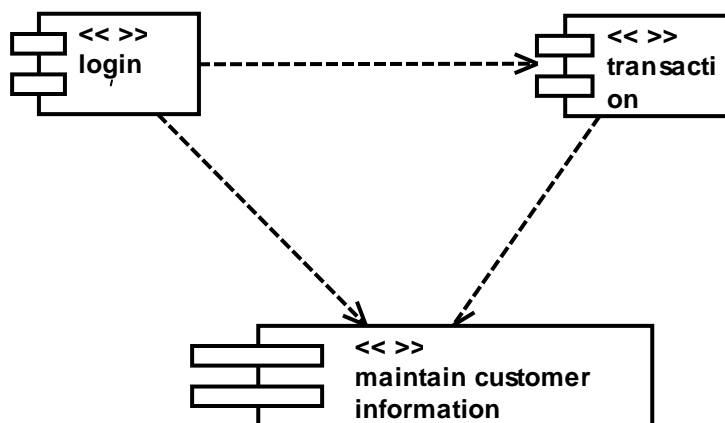 << >>
login
<< >>
transacti
on
<< >>
maintain customer
information